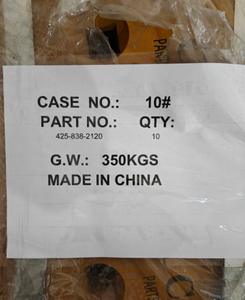 CASE NO.: 10#
PART NO.: QTY:
425-838-2120 10
G.W.: 350KGS
MADE IN CHINA